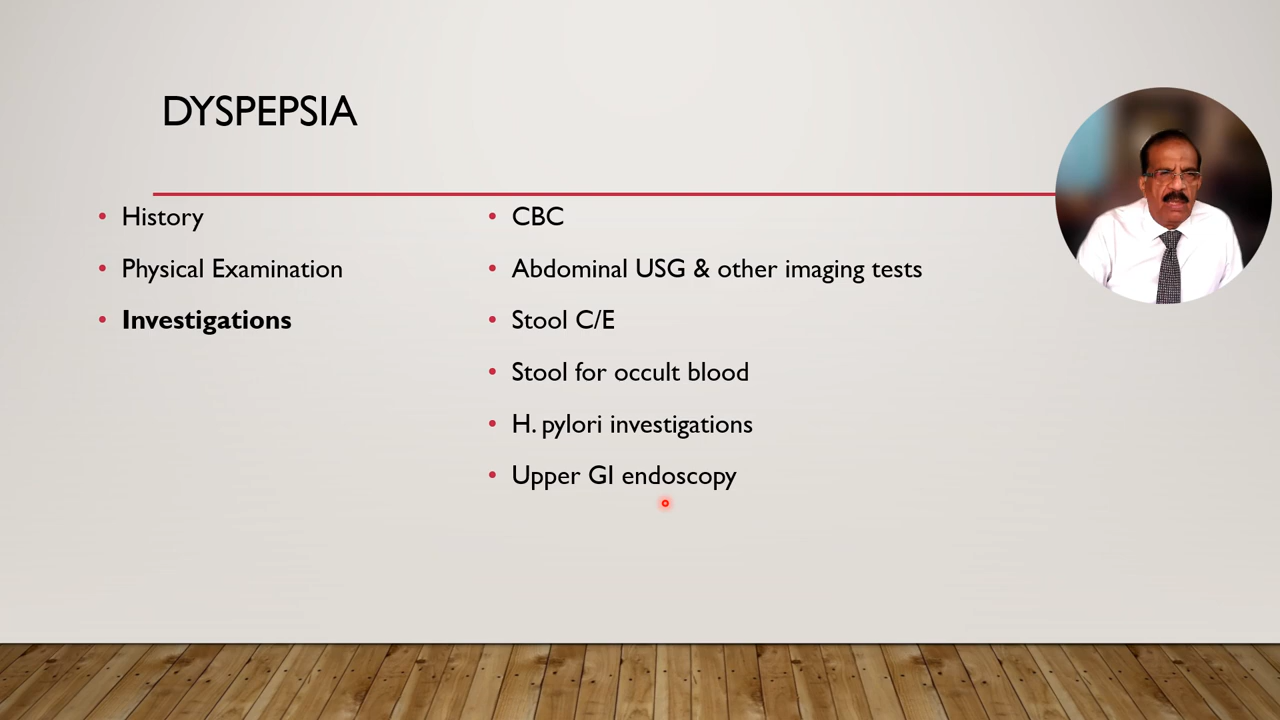 DYSPEPSIA
• History
• Physical Examination
• Investigations
• CBC
• Abdominal USG & other imaging tests
• Stool C/E
• Stool for occult blood
• H. pylori investigations
• Upper GI endoscopy